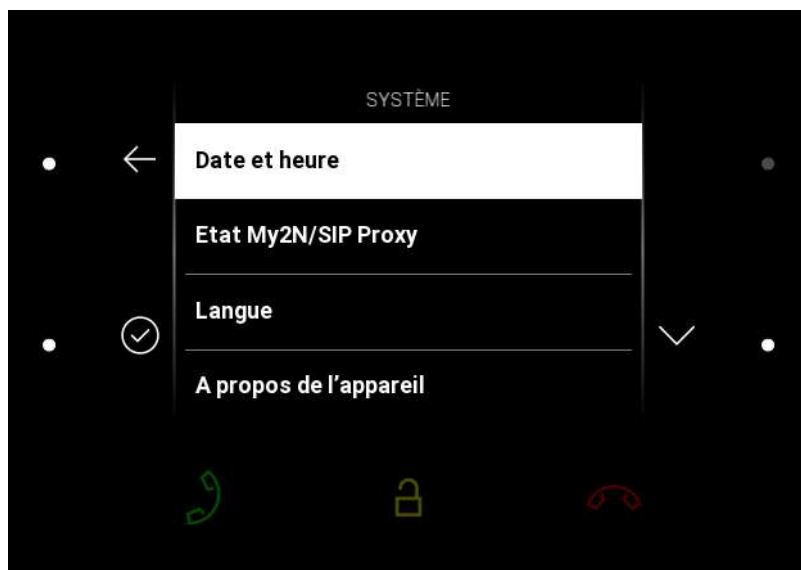 SYSTÈME
Date et heure
Etat My2N/SIP Proxy
Langue
A propos de l'appareil